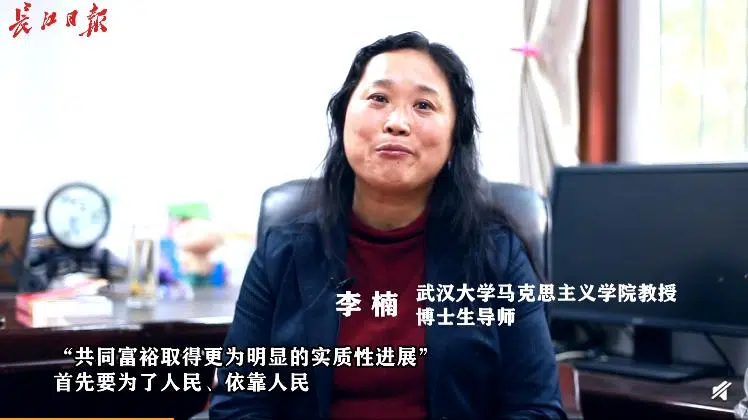 长江日报
李楠
武汉大学马克思主义学院教授
博士生导师
“共同富裕取得更为明显的实质性进展”
首先要为了人民、依靠人民